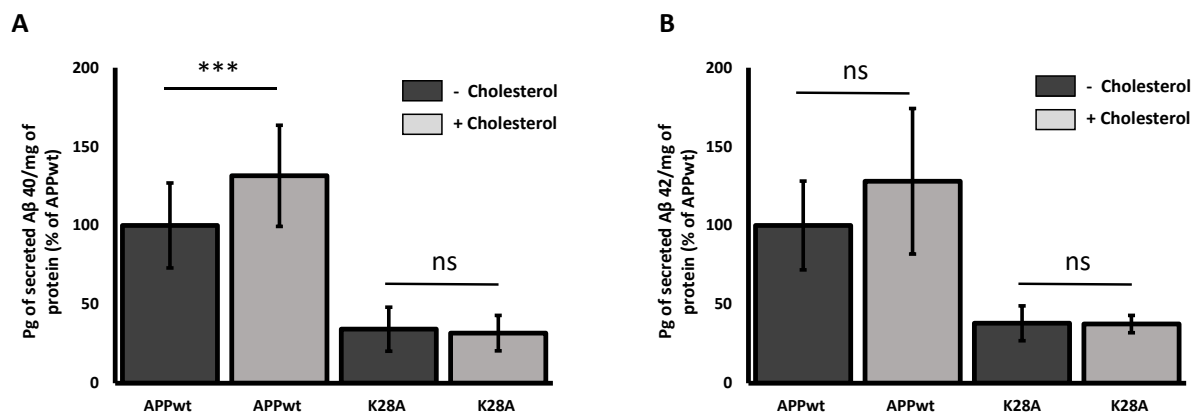 A
Pg of secreted Aβ 40/mg of
protein (% of APPwt)
200
150
100
50
0
***
ns
- Cholesterol
+ Cholesterol
APPwt
APPwt
K28A
K28A
B
Pg of secreted Aβ 42/mg of
protein (% of APPwt)
200
150
100
50
0
ns
ns
- Cholesterol
+ Cholesterol
APPwt
APPwt
K28A
K28A